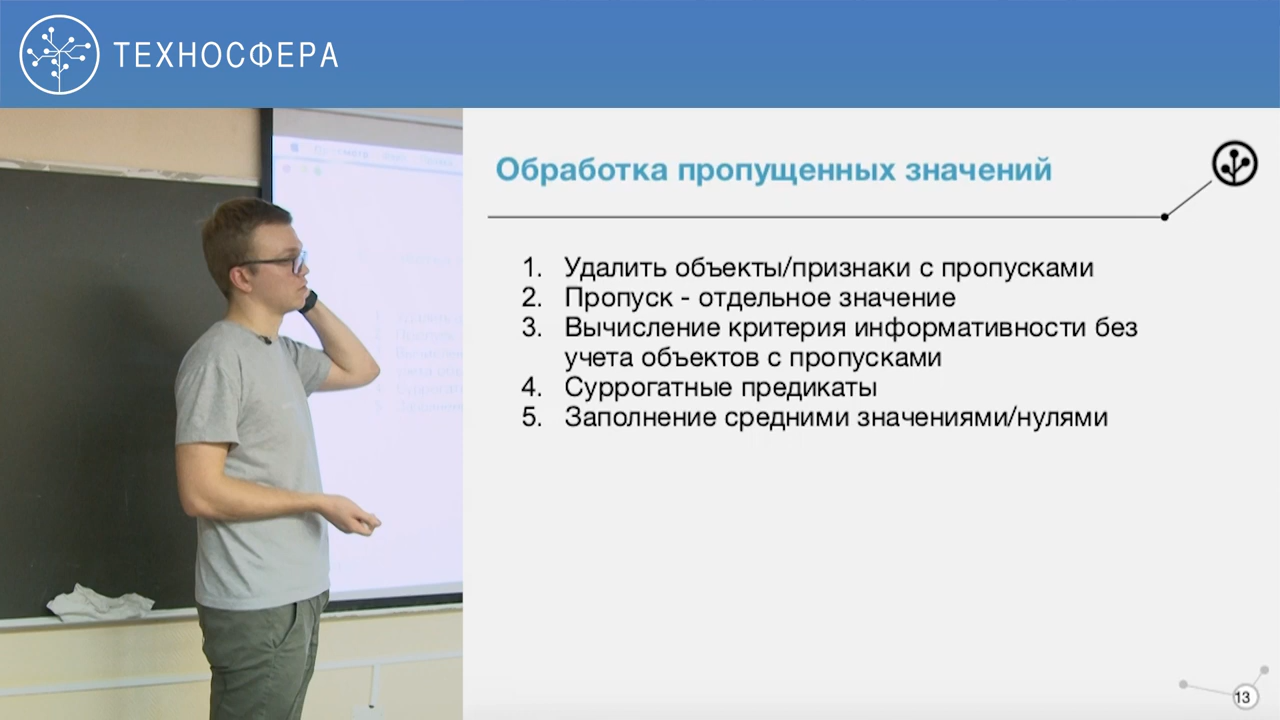 ТЕХНОСФЕРА
Обработка пропущенных значений
1. Удалить объекты/признаки с пропусками
2. Пропуск - отдельное значение
3. Вычисление критерия информативности без
учета объектов с пропусками
4. Суррогатные предикаты
5. Заполнение средними значениями/нулями
13